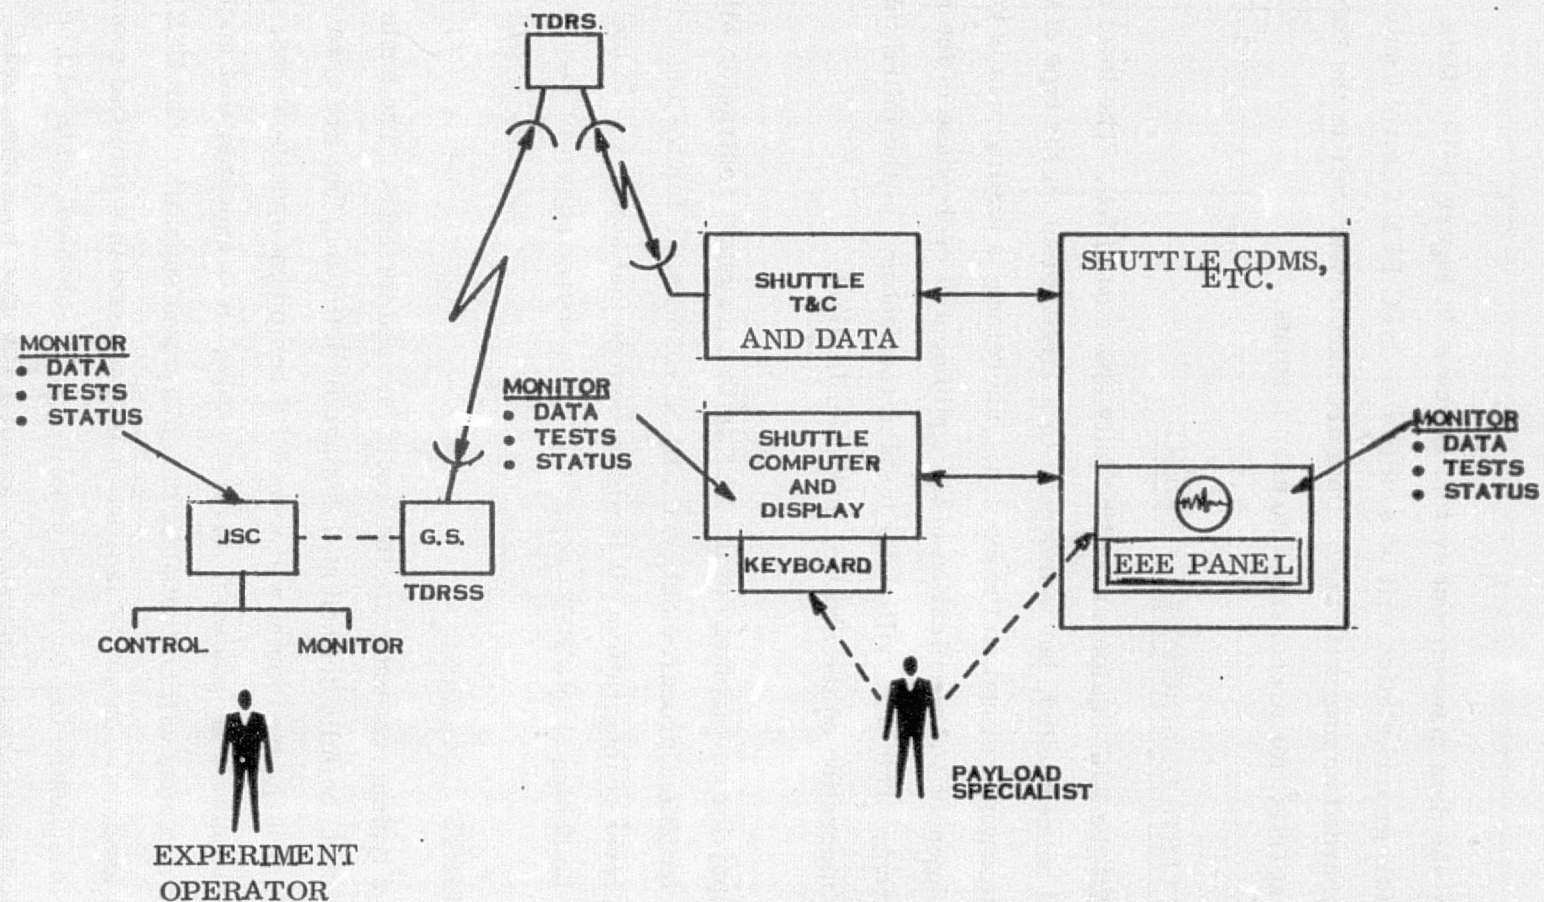 TDRS
SHUTTLE
T&C
AND DATA
SHUTTLE CDMS,
ETC.
MONITOR
• DATA
• TESTS
• STATUS
MONITOR
• DATA
• TESTS
• STATUS
SHUTTLE
COMPUTER
AND
DISPLAY
KEYBOARD
MONITOR
• DATA
• TESTS
• STATUS
EEE PANEL
JSC
G.S.
TDRSS
CONTROL
MONITOR
PAYLOAD
SPECIALIST
EXPERIMENT
OPERATOR